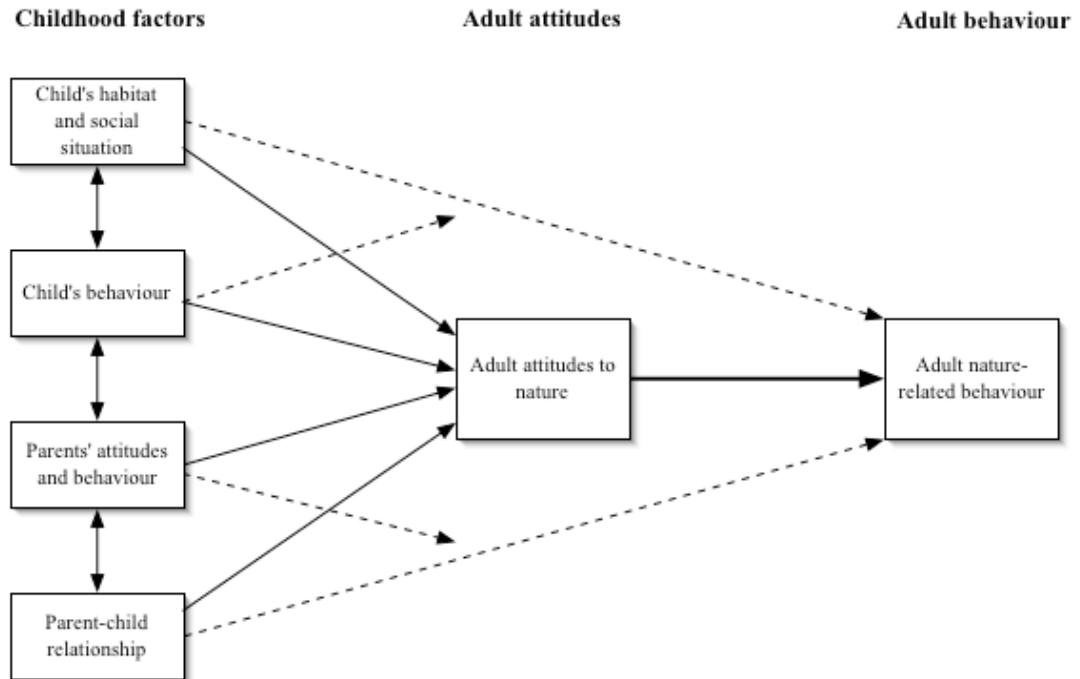 Childhood factors
Adult attitudes
Adult behaviour
Child's habitat
and social
situation
Child's behaviour
Adult attitudes to
nature
Adult nature-
related behaviour
Parents' attitudes
and behaviour
Parent-child
relationship